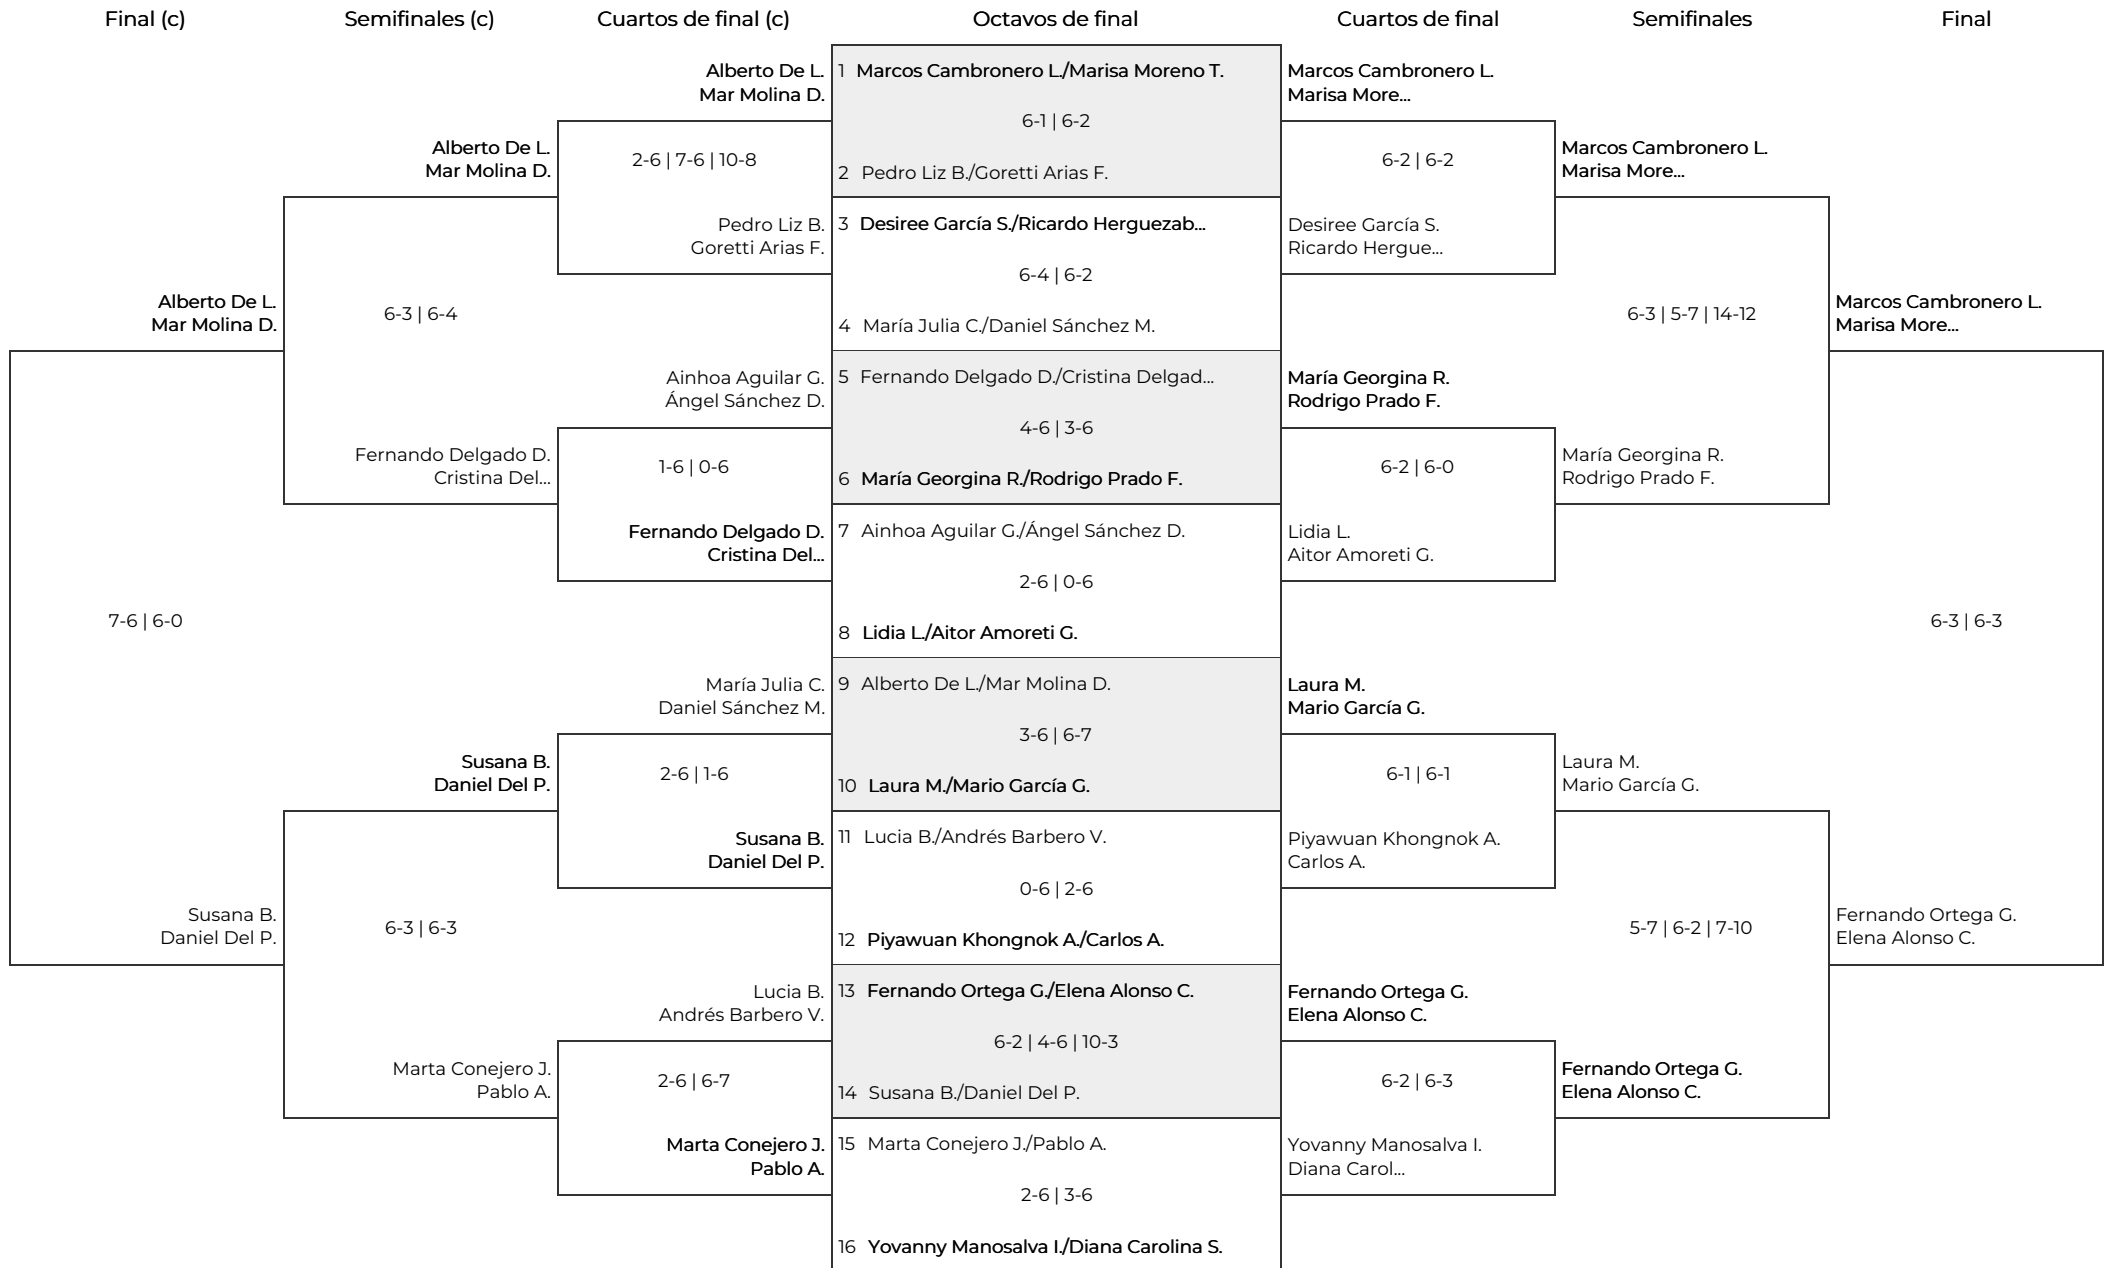 Final (c)
Semifinales (c)
Cuartos de final (c)
Octavos de final
Cuartos de final
Semifinales
Final
Alberto De L.
Mar Molina D.
7-6 | 6-0
Susana B.
Daniel Del P.
Alberto De L.
Mar Molina D.
6-3 | 6-4
Fernando Delgado D.
Cristina Del...
Susana B.
Daniel Del P.
6-3 | 6-3
Marta Conejero J.
Pablo A.
Alberto De L.
Mar Molina D.
2-6 | 7-6 | 10-8
Pedro Liz B.
Goretti Arias F.
Ainhoa Aguilar G.
Ángel Sánchez D.
1-6 | 0-6
Fernando Delgado D.
Cristina Del...
María Julia C.
Daniel Sánchez M.
2-6 | 1-6
Susana B.
Daniel Del P.
Lucia B.
Andrés Barbero V.
2-6 | 6-7
Marta Conejero J.
Pablo A.
1 Marcos Cambronero L./Marisa Moreno T.
6-1 | 6-2
2 Pedro Liz B./Goretti Arias F.
3 Desiree García S./Ricardo Herguezab...
6-4 | 6-2
4 María Julia C./Daniel Sánchez M.
5 Fernando Delgado D./Cristina Delgad...
4-6 | 3-6
6 María Georgina R./Rodrigo Prado F.
7 Ainhoa Aguilar G./Ángel Sánchez D.
2-6 | 0-6
8 Lidia L./Aitor Amoreti G.
9 Alberto De L./Mar Molina D.
3-6 | 6-7
10 Laura M./Mario García G.
11 Lucia B./Andrés Barbero V.
0-6 | 2-6
12 Piyawuan Khongnok A./Carlos A.
13 Fernando Ortega G./Elena Alonso C.
6-2 | 4-6 | 10-3
14 Susana B./Daniel Del P.
15 Marta Conejero J./Pablo A.
2-6 | 3-6
16 Yovanny Manosalva I./Diana Carolina S.
Marcos Cambronero L.
Marisa More...
6-2 | 6-2
Desiree García S.
Ricardo Hergue...
María Georgina R.
Rodrigo Prado F.
6-2 | 6-0
Lidia L.
Aitor Amoreti G.
Laura M.
Mario García G.
6-1 | 6-1
Piyawuan Khongnok A.
Carlos A.
Fernando Ortega G.
Elena Alonso C.
6-2 | 6-3
Yovanny Manosalva I.
Diana Carol...
Marcos Cambronero L.
Marisa More...
6-3 | 5-7 | 14-12
María Georgina R.
Rodrigo Prado F.
Laura M.
Mario García G.
5-7 | 6-2 | 7-10
Fernando Ortega G.
Elena Alonso C.
Marcos Cambronero L.
Marisa More...
6-3 | 6-3
Fernando Ortega G.
Elena Alonso C.